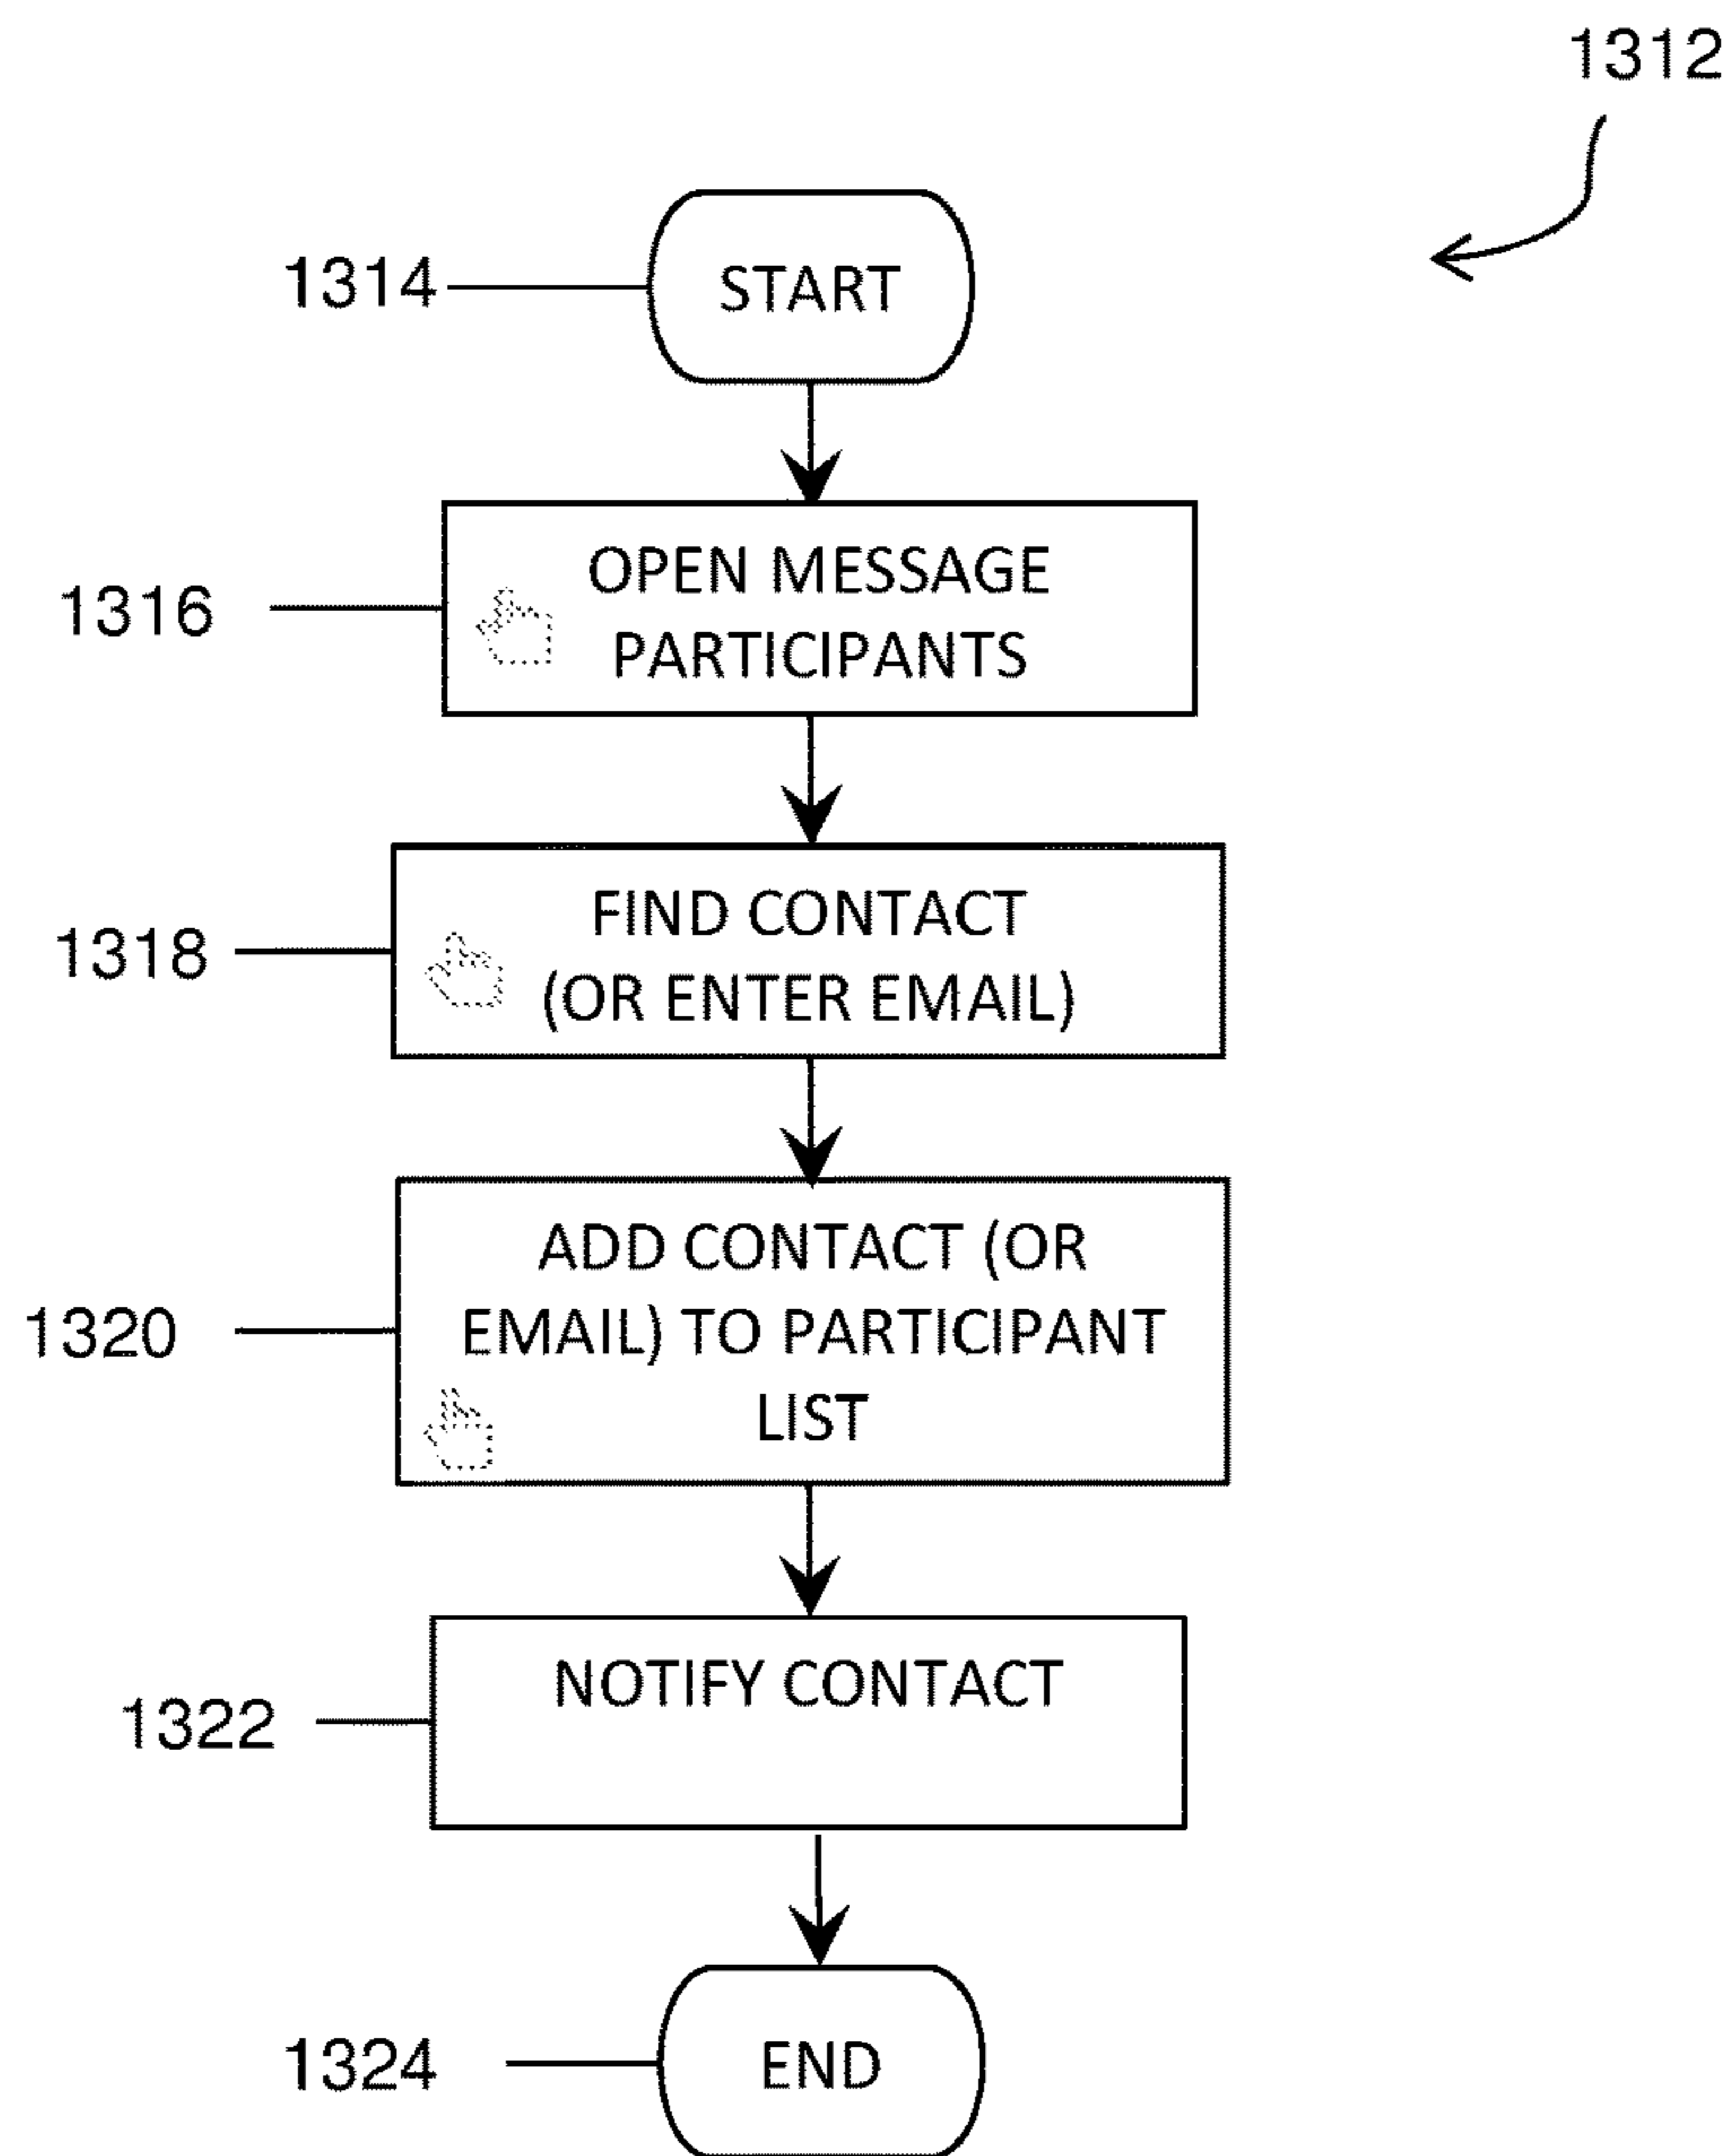 1312
1314
START
1316
OPEN MESSAGE
PARTICIPANTS
1318
FIND CONTACT
(OR ENTER EMAIL)
1320
ADD CONTACT (OR
EMAIL) TO PARTICIPANT
LIST
1322
NOTIFY CONTACT
1324
END